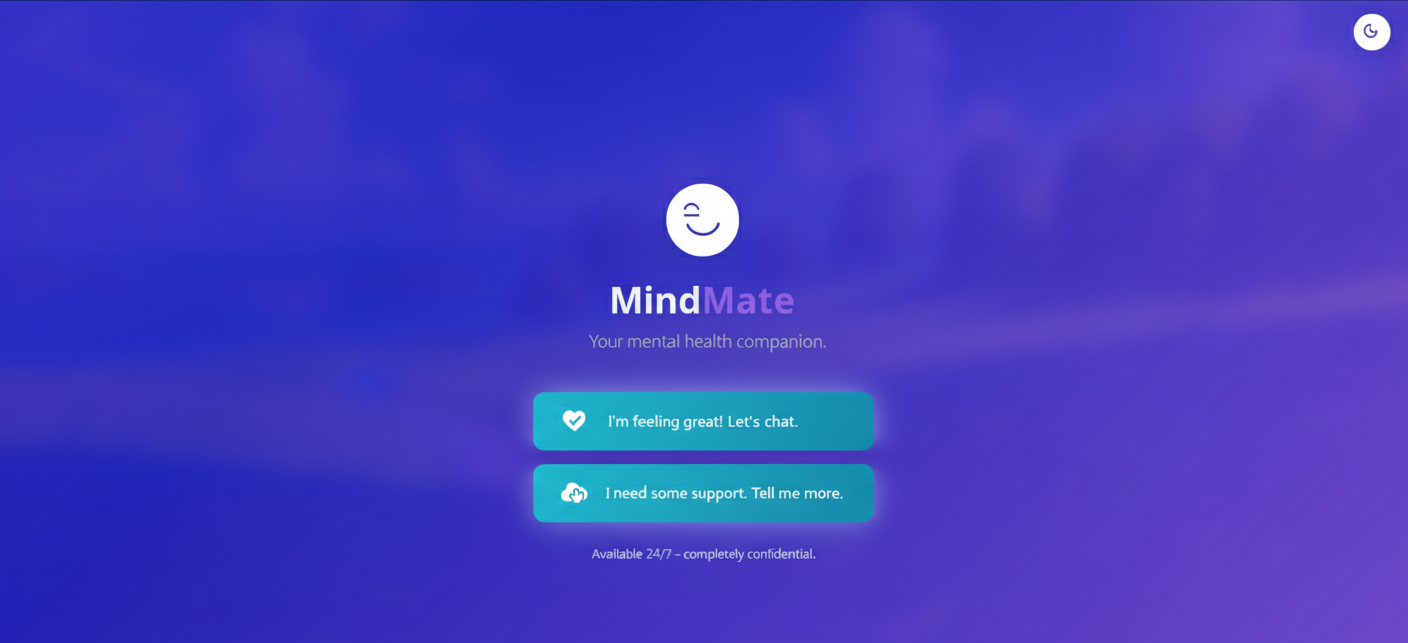 MindMate
Your mental health companion.
I'm feeling great! Let's chat.
I need some support. Tell me more.
Available 24/7 – completely confidential.